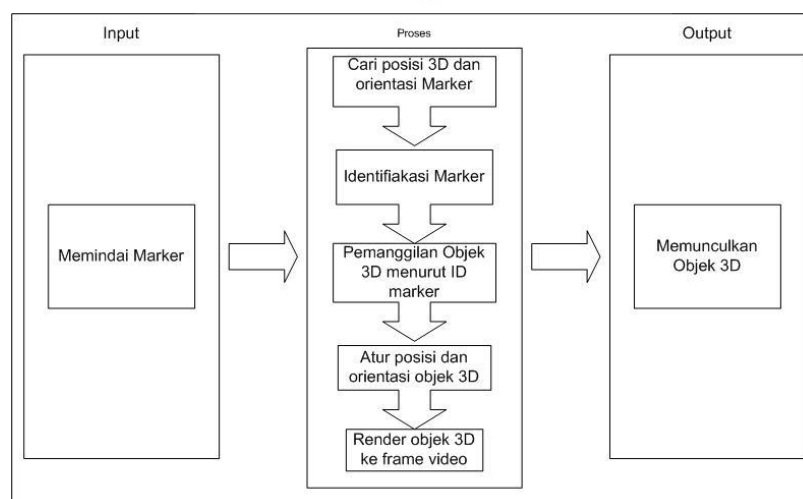 Input
Memindai Marker
Proses
Cari posisi 3D dan
orientasi Marker
Identifiakasi Marker
Pemanggilan Objek
3D menurut ID
marker
Atur posisi dan
orientasi objek 3D
Render objek 3D
ke frame video
Output
Memunculkan
Objek 3D